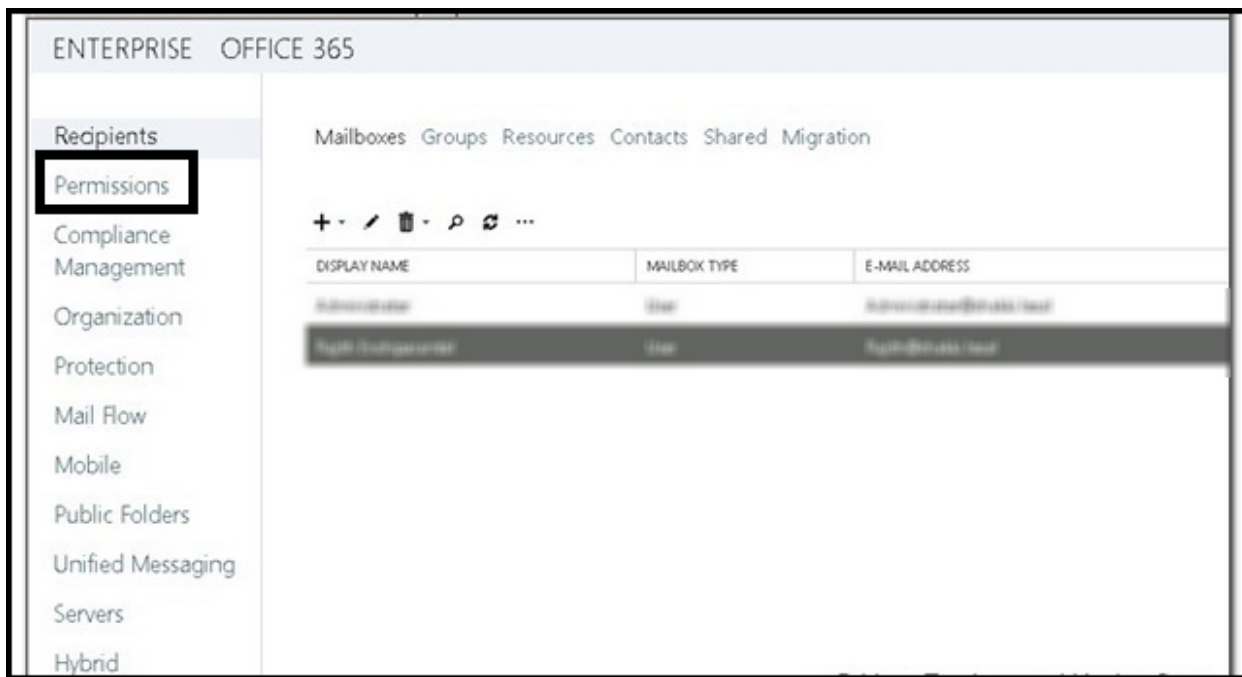 ENTERPRISE OFFICE 365
Recipients
Permissions
Compliance
Management
Organization
Protection
Mail Flow
Mobile
Public Folders
Unified Messaging
Servers
Hybrid
Mailboxes Groups Resources Contacts Shared Migration
DISPLAY NAME MAILBOX TYPE E-MAIL ADDRESS